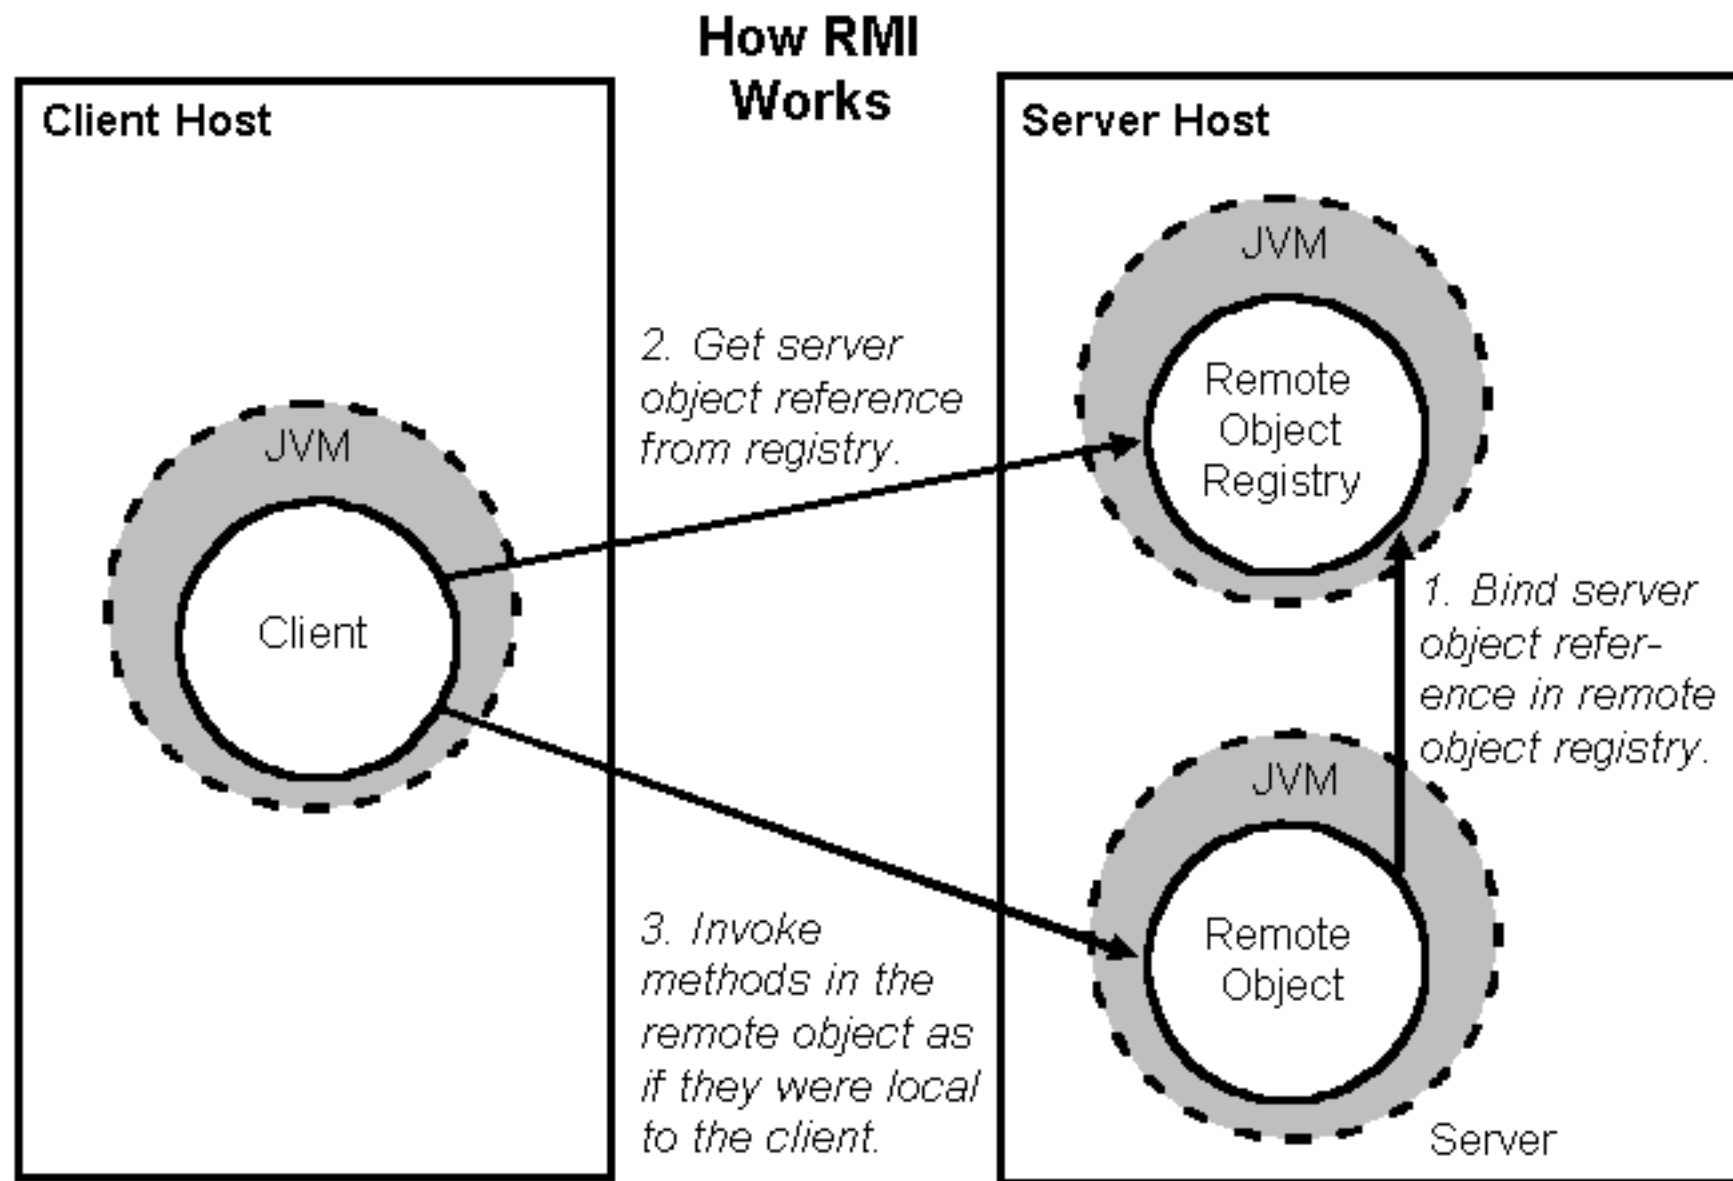 How RMI
Works
Client Host
JVM
Client
2. Get server
object reference
from registry.
3. Invoke
methods in the
remote object as
if they were local
to the client.
Server Host
JVM
Remote
Object
Registry
1. Bind server
object refer-
ence in remote
object registry.
JVM
Remote
Object
Server